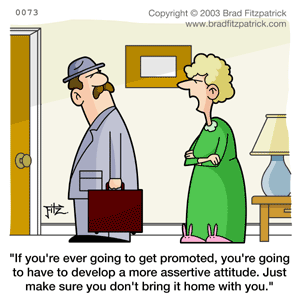 0073
Copyright © 2003 Brad Fitzpatrick
www.bradfitzpatrick.com
Fitz
"If you're ever going to get promoted, you're going
to have to develop a more assertive attitude. Just
make sure you don't bring it home with you."